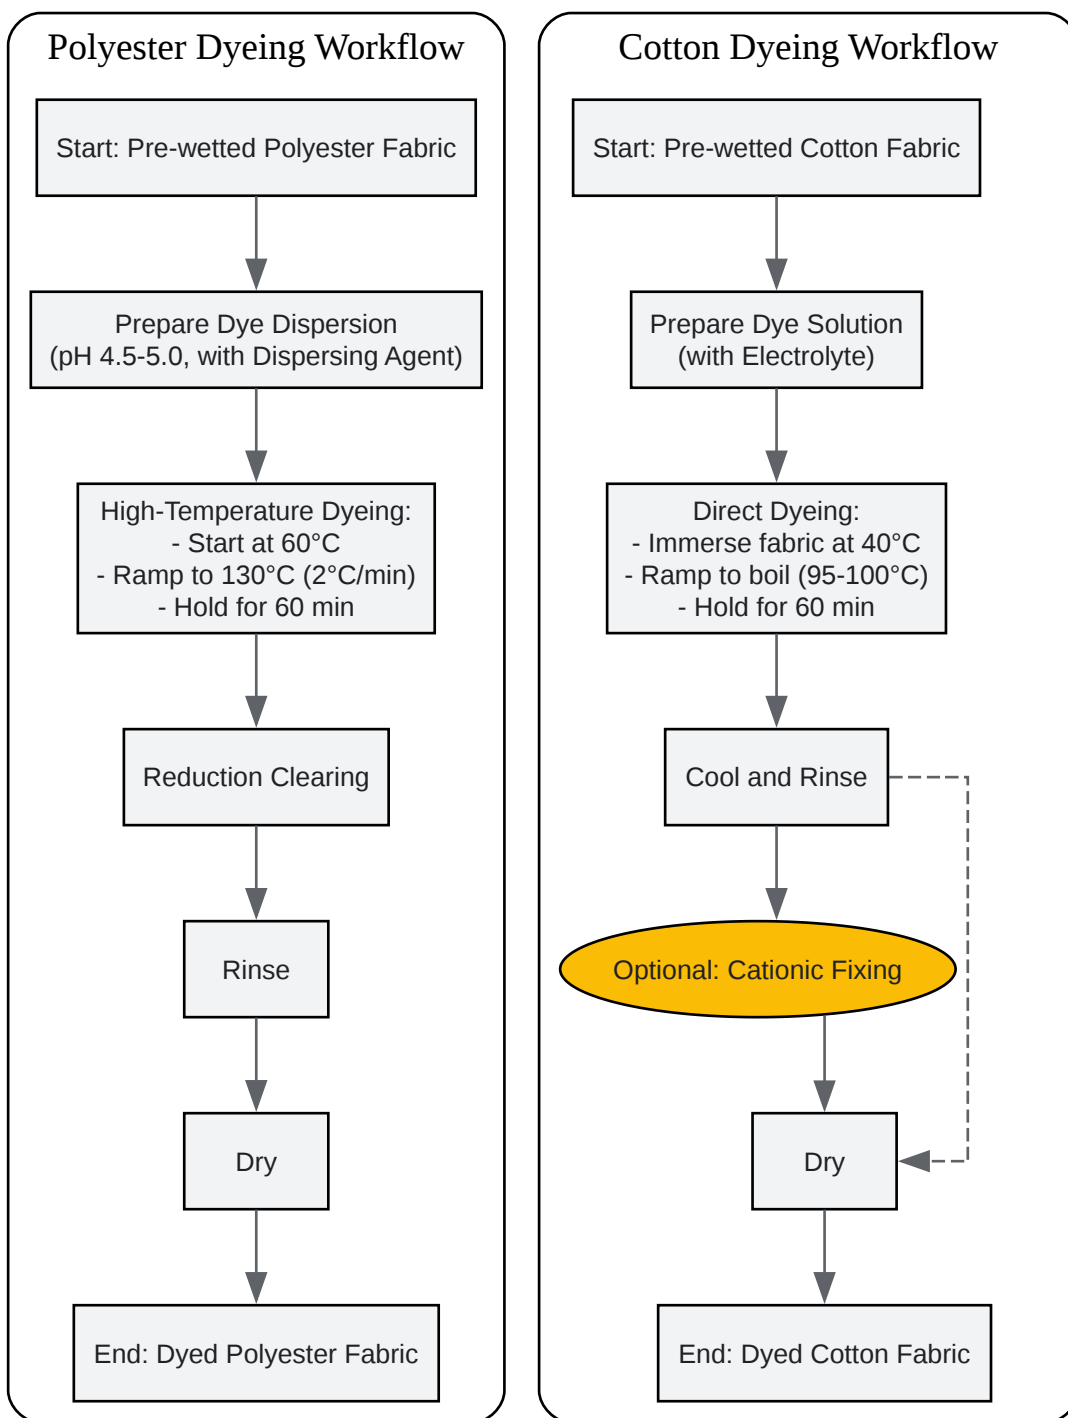 Polyester Dyeing Workflow
Start: Pre-wetted Polyester Fabric
Prepare Dye Dispersion
(pH 4.5-5.0, with Dispersing Agent)
High-Temperature Dyeing:
- Start at 60°C
- Ramp to 130°C (2°C/min)
- Hold for 60 min
Reduction Clearing
Rinse
Dry
End: Dyed Polyester Fabric
Cotton Dyeing Workflow
Start: Pre-wetted Cotton Fabric
Prepare Dye Solution
(with Electrolyte)
Direct Dyeing:
- Immerse fabric at 40°C
- Ramp to boil (95-100°C)
- Hold for 60 min
Cool and Rinse
Optional: Cationic Fixing
Dry
End: Dyed Cotton Fabric